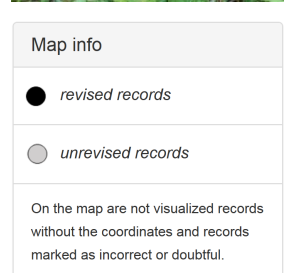 Map info
revised records
unrevised records
On the map are not visualized records
without the coordinates and records
marked as incorrect or doubtful.